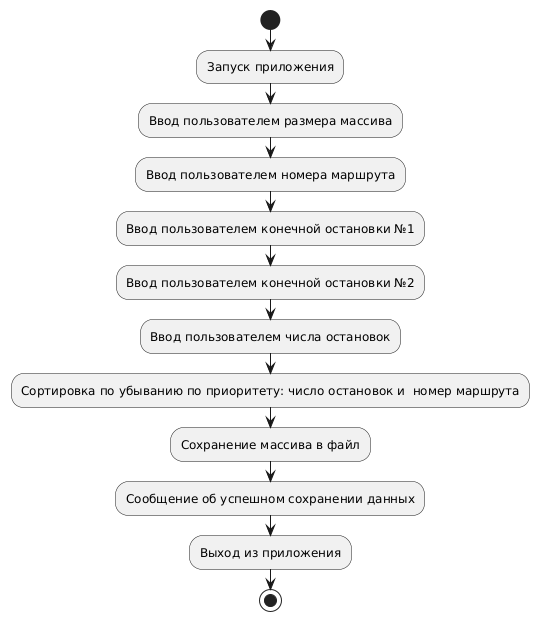 Запуск приложения
Ввод пользователем размера массива
Ввод пользователем номера маршрута
Ввод пользователем конечной остановки №1
Ввод пользователем конечной остановки №2
Ввод пользователем числа остановок
Сортировка по убыванию по приоритету: число остановок и  номер маршрута
Сохранение массива в файл
Сообщение об успешном сохранении данных
Выход из приложения